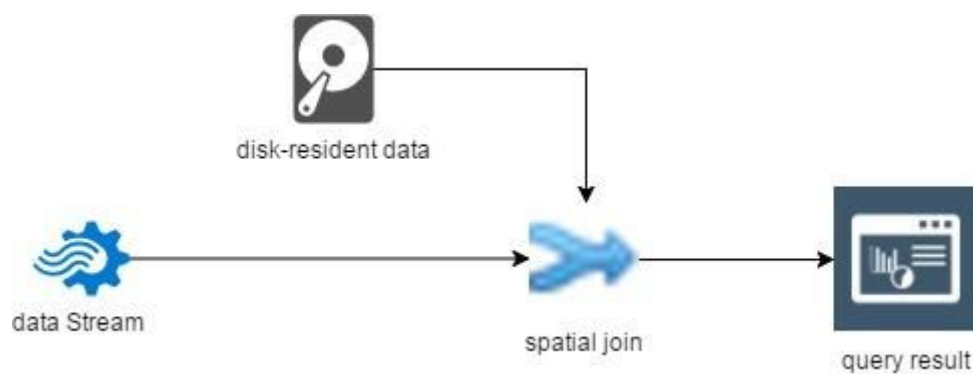 disk-resident data
data Stream
spatial join
query result